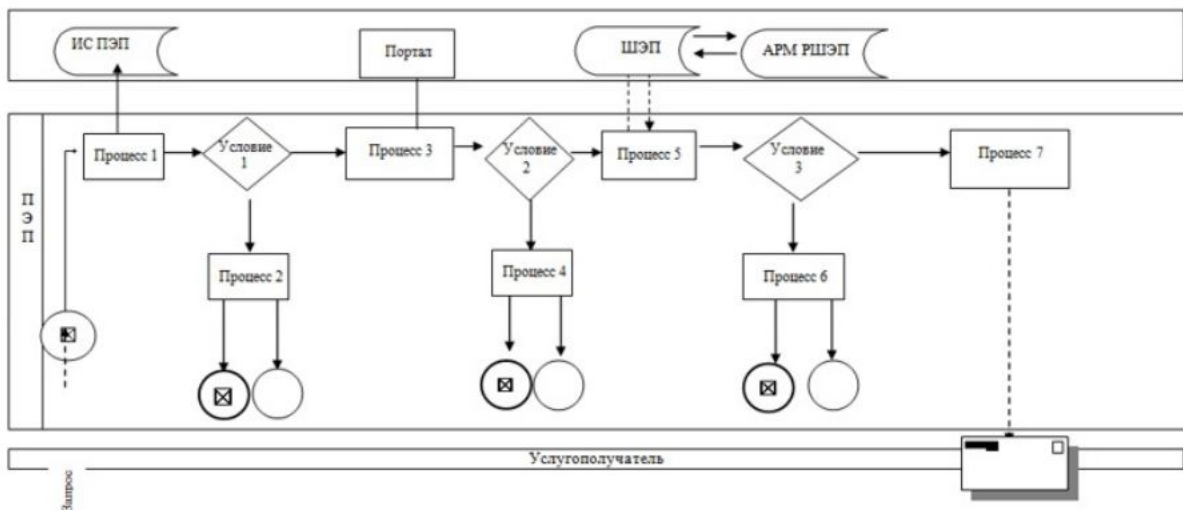 ИС ПЭП
Портал
ШЭП
АРМ РШЭП
ПЭП
Процесс 1
Условие
1
Процесс 3
Условие
2
Процесс 5
Условие
3
Процесс 7
Процесс 2
Процесс 4
Процесс 6
Услугополучатель
Запрос